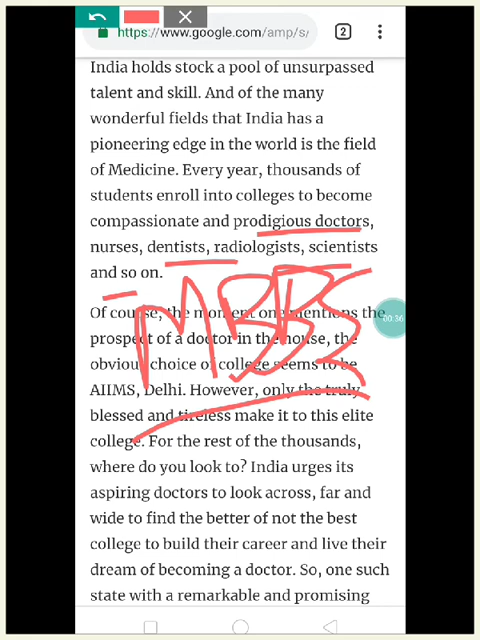 https://www.google.com/amp/s/
2
India holds stock a pool of unsurpassed
talent and skill. And of the many
wonderful fields that India has a
pioneering edge in the world is the field
of Medicine. Every year, thousands of
students enroll into colleges to become
compassionate and prodigious doctors,
nurses, dentists, radiologists, scientists
and so on.
MBBS
Of course, the moment one mentions the
00:36
prospect of a doctor in the house, the
obvious choice of college seems to be
AIIMS, Delhi. However, only the truly
blessed and tireless make it to this elite
college. For the rest of the thousands,
where do you look to? India urges its
aspiring doctors to look across, far and
wide to find the better of not the best
college to build their career and live their
dream of becoming a doctor. So, one such
state with a remarkable and promising